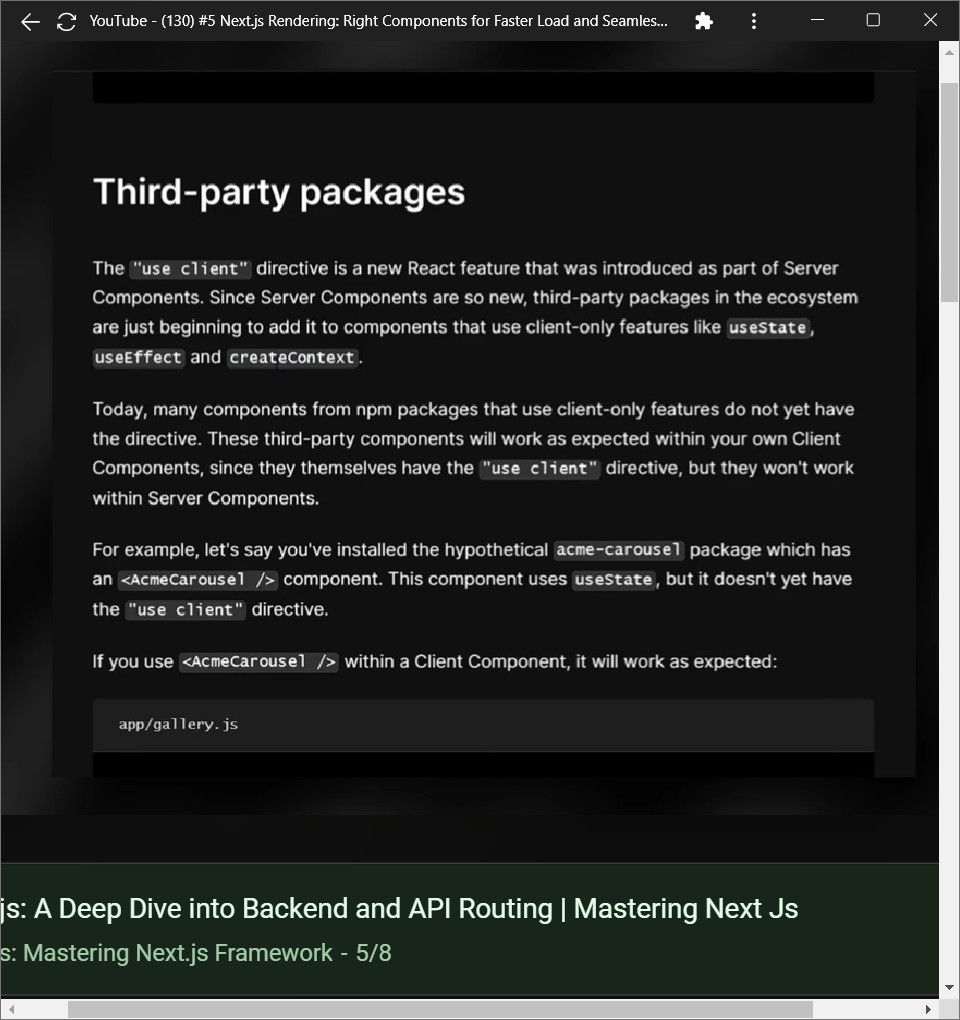 YouTube - (130) #5 Next.js Rendering: Right Components for Faster Load and Seamles...
Third-party packages
The "use client" directive is a new React feature that was introduced as part of Server
Components. Since Server Components are so new, third-party packages in the ecosystem
are just beginning to add it to components that use client-only features like useState,
useEffect and createContext.
Today, many components from npm packages that use client-only features do not yet have
the directive. These third-party components will work as expected within your own Client
Components, since they themselves have the "use client" directive, but they won't work
within Server Components.
For example, let's say you've installed the hypothetical acme-carousel package which has
an <AcmeCarousel /> component. This component uses useState, but it doesn't yet have
the "use client" directive.
If you use <AcmeCarousel /> within a Client Component, it will work as expected:
app/gallery.js
js: A Deep Dive into Backend and API Routing | Mastering Next Js
s: Mastering Next.js Framework - 5/8